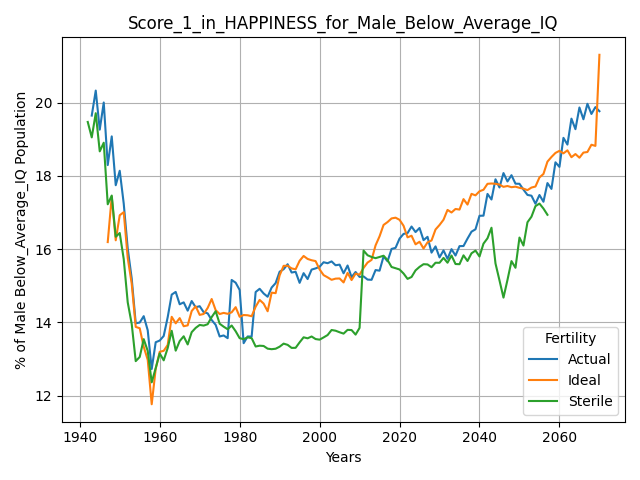 Score_1_in_HAPPINESS_for_Male_Below_Average_IQ
% of Male Below_Average_IQ Population
20
18
16
14
12
1940
1960
1980
2000
2020
2040
2060
Years
Fertility
Actual
Ideal
Sterile